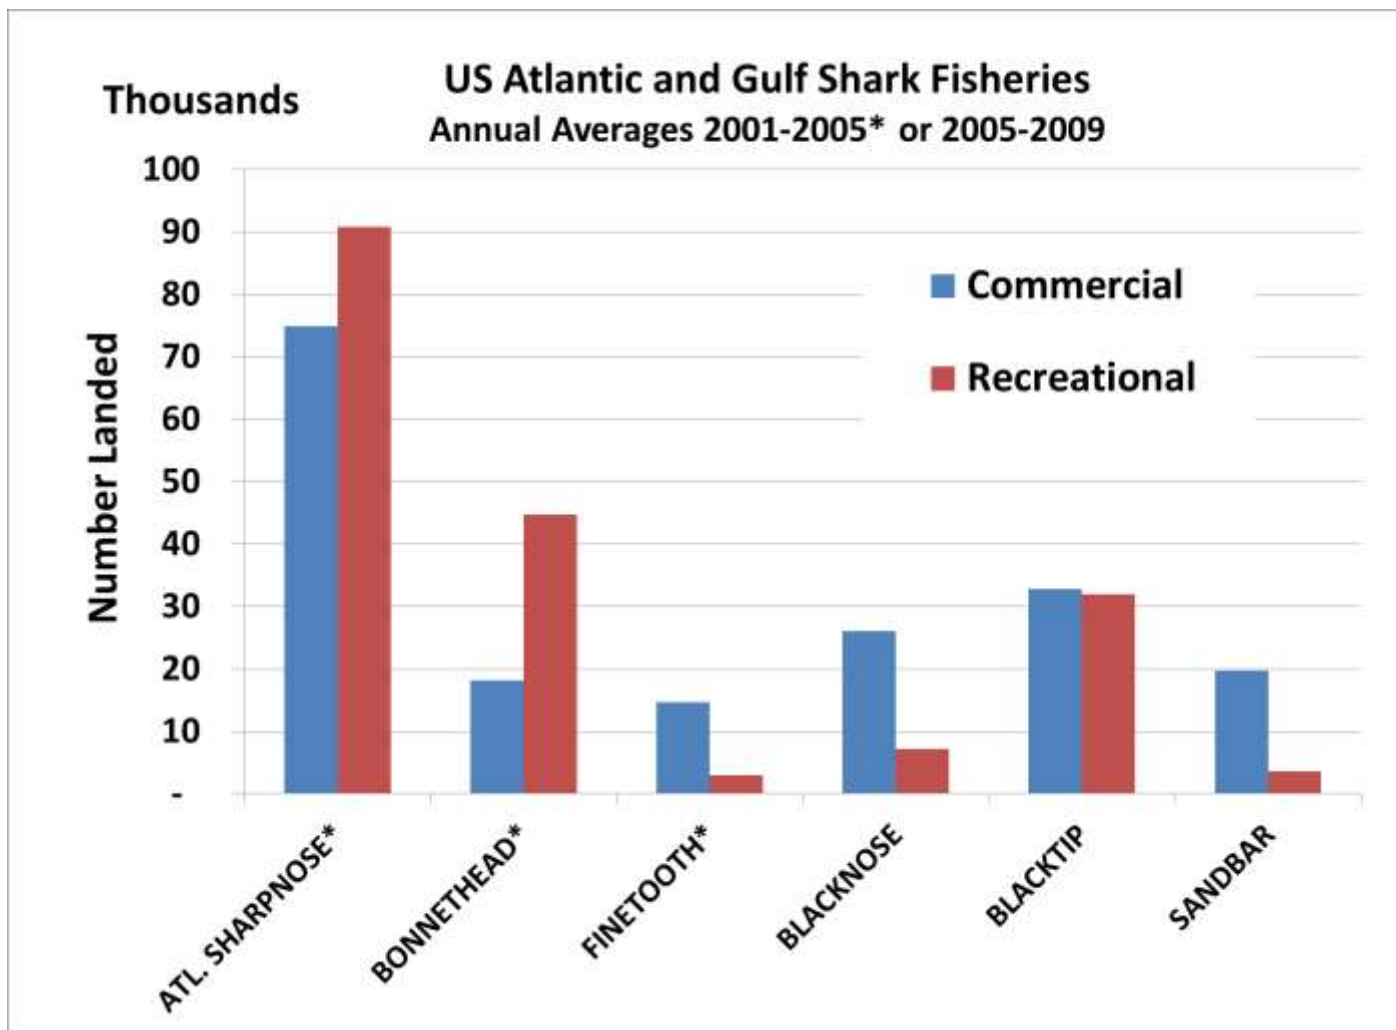 US Atlantic and Gulf Shark Fisheries
Thousands
Annual Averages 2001-2005* or 2005-2009
100
90
80
70
60
50
40
30
20
10
-
Number Landed
Commercial
Recreational
ATL. SHARPNOSE*
BONNETHEAD*
FINETOOTH*
BLACKNOSE
BLACKTIP
SANDBAR